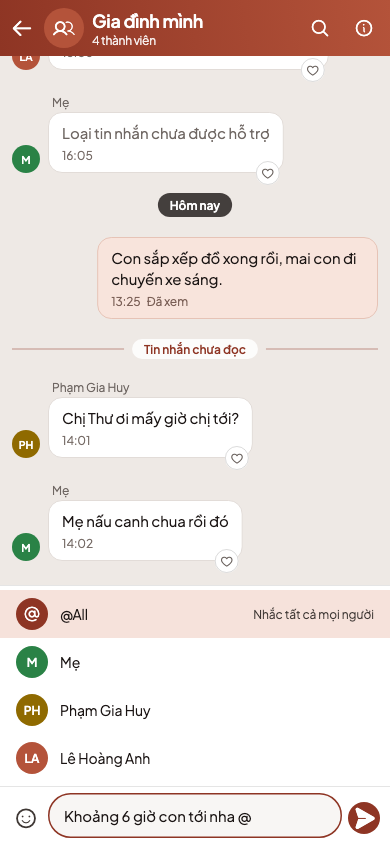 Gia đình mình
4 thành viên
LA
Mẹ
Loại tin nhắn chưa được hỗ trợ
16:05
M
Hôm nay
Con sắp xếp đồ xong rồi, mai con đi
chuyến xe sáng.
13:25 Đã xem
Tin nhắn chưa đọc
Phạm Gia Huy
Chị Thư ơi mấy giờ chị tới?
14:01
PH
Mẹ
Mẹ nấu canh chua rồi đó
14:02
M
@ @All Nhắc tất cả mọi người
M Mẹ
PH Phạm Gia Huy
LA Lê Hoàng Anh
Khoảng 6 giờ con tới nha @